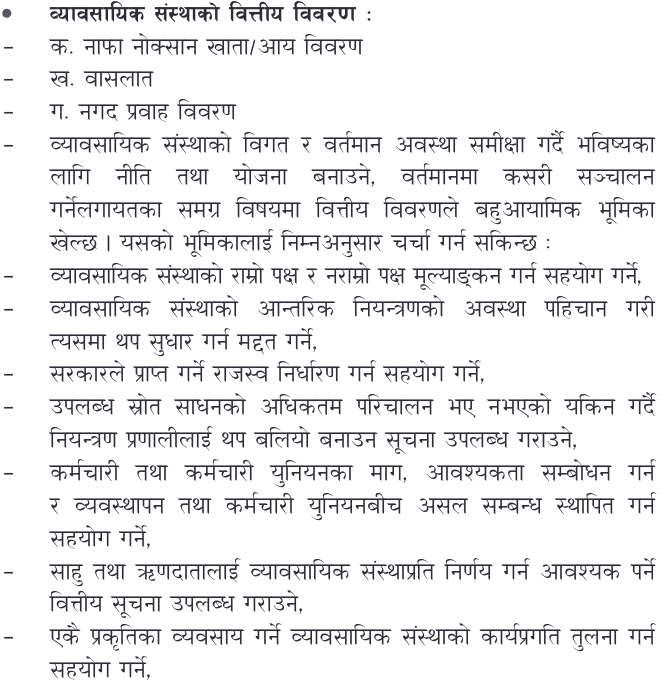 • व्यावसायिक संस्थाको वित्तीय विवरण :
– क. नाफा नोक्सान खाता/आय विवरण
– ख. वासलात
– ग. नगद प्रवाह विवरण
– व्यावसायिक संस्थाको विगत र वर्तमान अवस्था समीक्षा गर्दै भविष्यका
लागि नीति तथा योजना बनाउने, वर्तमानमा कसरी सञ्चालन
गर्नेलगायतका समग्र विषयमा वित्तीय विवरणले बहुआयामिक भूमिका
खेल्छ । यसको भूमिकालाई निम्नअनुसार चर्चा गर्न सकिन्छ :
– व्यावसायिक संस्थाको राम्रो पक्ष र नराम्रो पक्ष मूल्याङ्कन गर्न सहयोग गर्ने,
– व्यावसायिक संस्थाको आन्तरिक नियन्त्रणको अवस्था पहिचान गरी
त्यसमा थप सुधार गर्न मद्दत गर्ने,
– सरकारले प्राप्त गर्ने राजस्व निर्धारण गर्न सहयोग गर्ने,
– उपलब्ध स्रोत साधनको अधिकतम परिचालन भए नभएको यकिन गर्दै
नियन्त्रण प्रणालीलाई थप बलियो बनाउन सूचना उपलब्ध गराउने,
– कर्मचारी तथा कर्मचारी युनियनका माग, आवश्यकता सम्बोधन गर्न
र व्यवस्थापन तथा कर्मचारी युनियनबीच असल सम्बन्ध स्थापित गर्न
सहयोग गर्ने,
– साहु तथा ऋणदातालाई व्यावसायिक संस्थाप्रति निर्णय गर्न आवश्यक पर्ने
वित्तीय सूचना उपलब्ध गराउने,
– एकै प्रकृतिका व्यवसाय गर्ने व्यावसायिक संस्थाको कार्यप्रगति तुलना गर्न
सहयोग गर्ने,